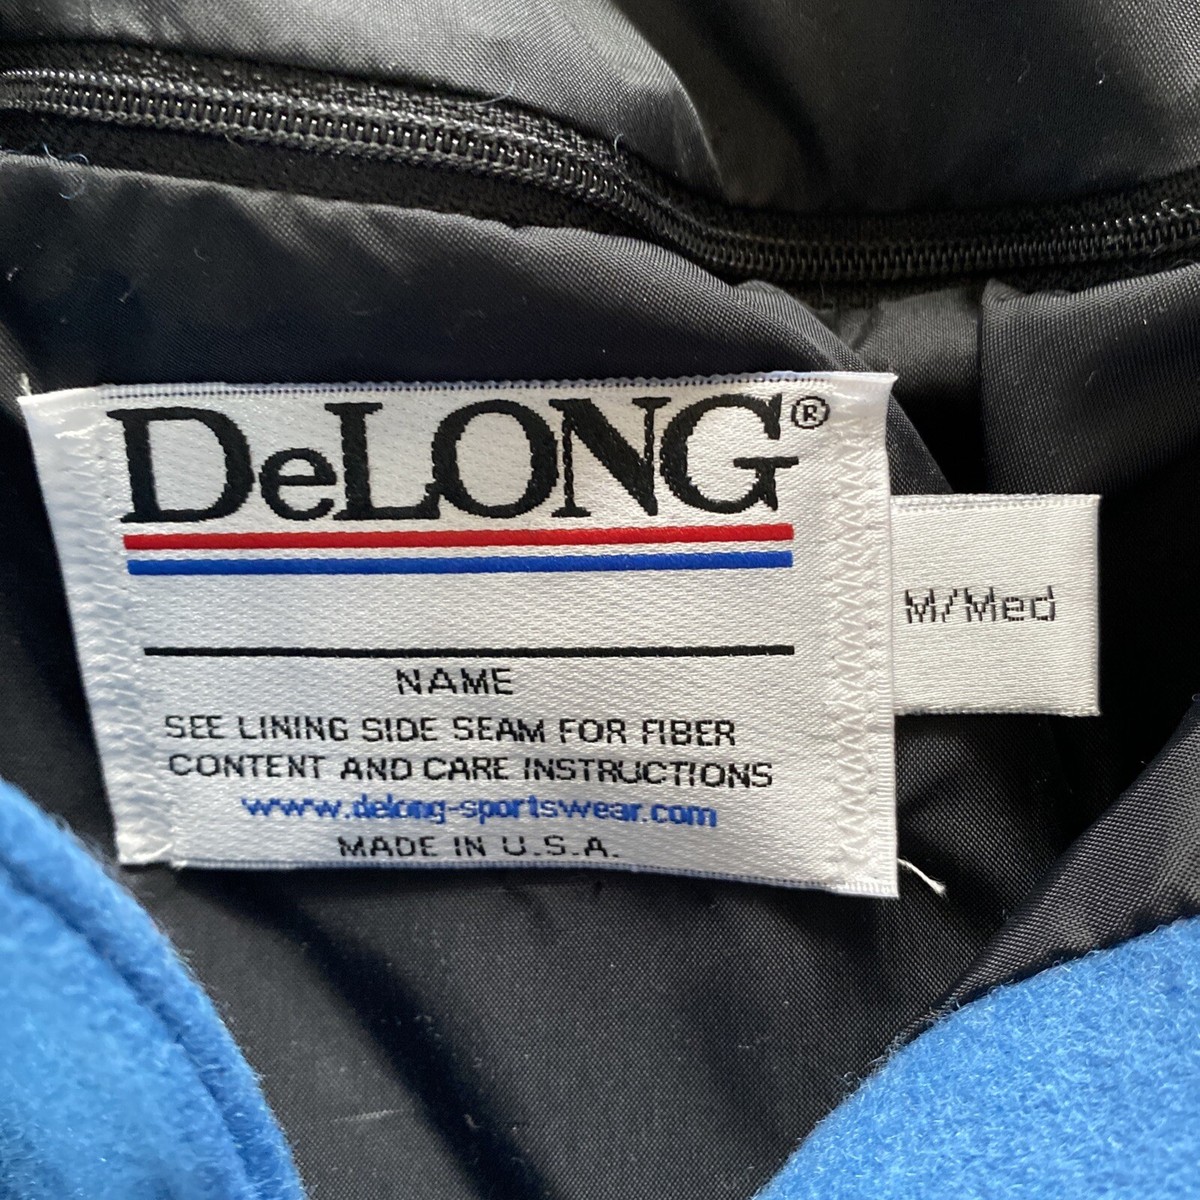 DeLONG®
NAME
SEE LINING SIDE SEAM FOR FIBER
CONTENT AND CARE INSTRUCTIONS
www.delong-sportswear.com
MADE IN U.S.A.
M/Med